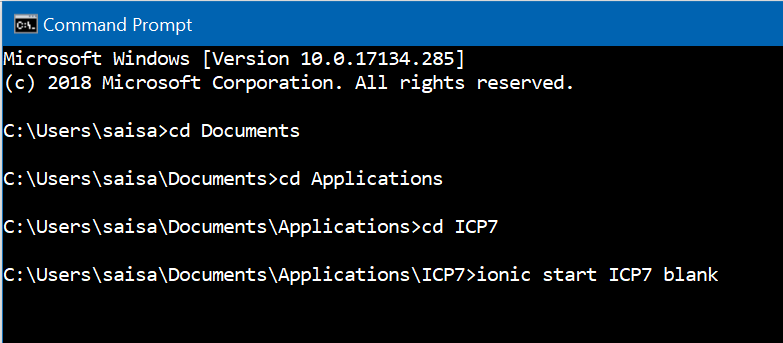 Command Prompt
Microsoft Windows [Version 10.0.17134.285]
(c) 2018 Microsoft Corporation. All rights reserved.
C:\Users\saisa>cd Documents
C:\Users\saisa\Documents>cd Applications
C:\Users\saisa\Documents\Applications>cd ICP7
C:\Users\saisa\Documents\Applications\ICP7>ionic start ICP7 blank